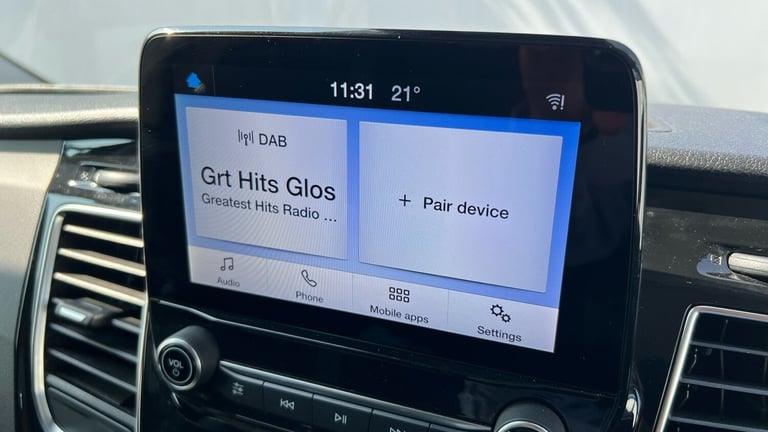 11:31 21°
DAB
Grt Hits Glos
Greatest Hits Radio ...
+ Pair device
Audio
Phone
Mobile apps
Settings
VOL